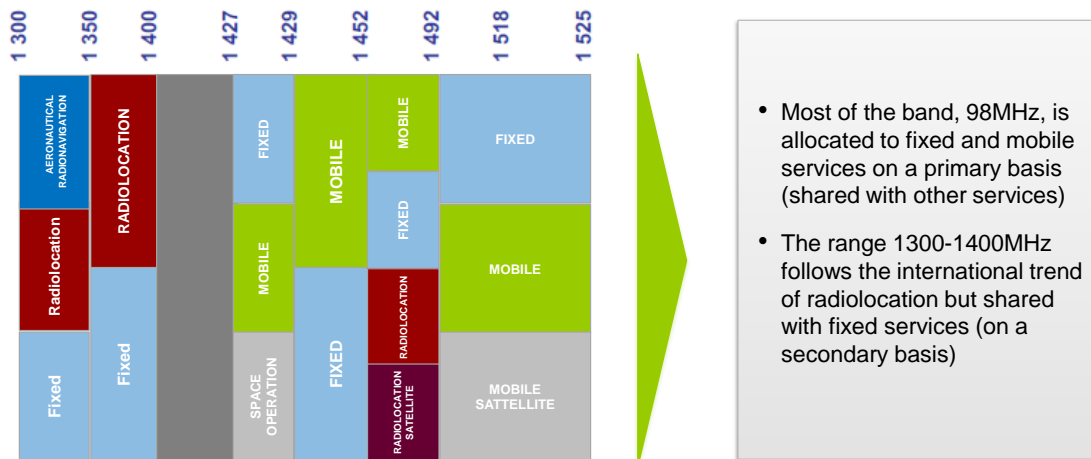 1 300
1 350
1 400
1 427
1 429
1 452
1 492
1 518
1 525
AERONAUTICAL
RADIONAVIGATION
Radiolocation
Fixed
RADIOLOCATION
Fixed
FIXED
MOBILE
SPACE
OPERATION
MOBILE
FIXED
MOBILE
FIXED
RADIOLOCATION
RADIOLOCATION
SATELLITE
FIXED
MOBILE
MOBILE
SATTELLITE
• Most of the band, 98MHz, is
allocated to fixed and mobile
services on a primary basis
(shared with other services)
• The range 1300-1400MHz
follows the international trend
of radiolocation but shared
with fixed services (on a
secondary basis)